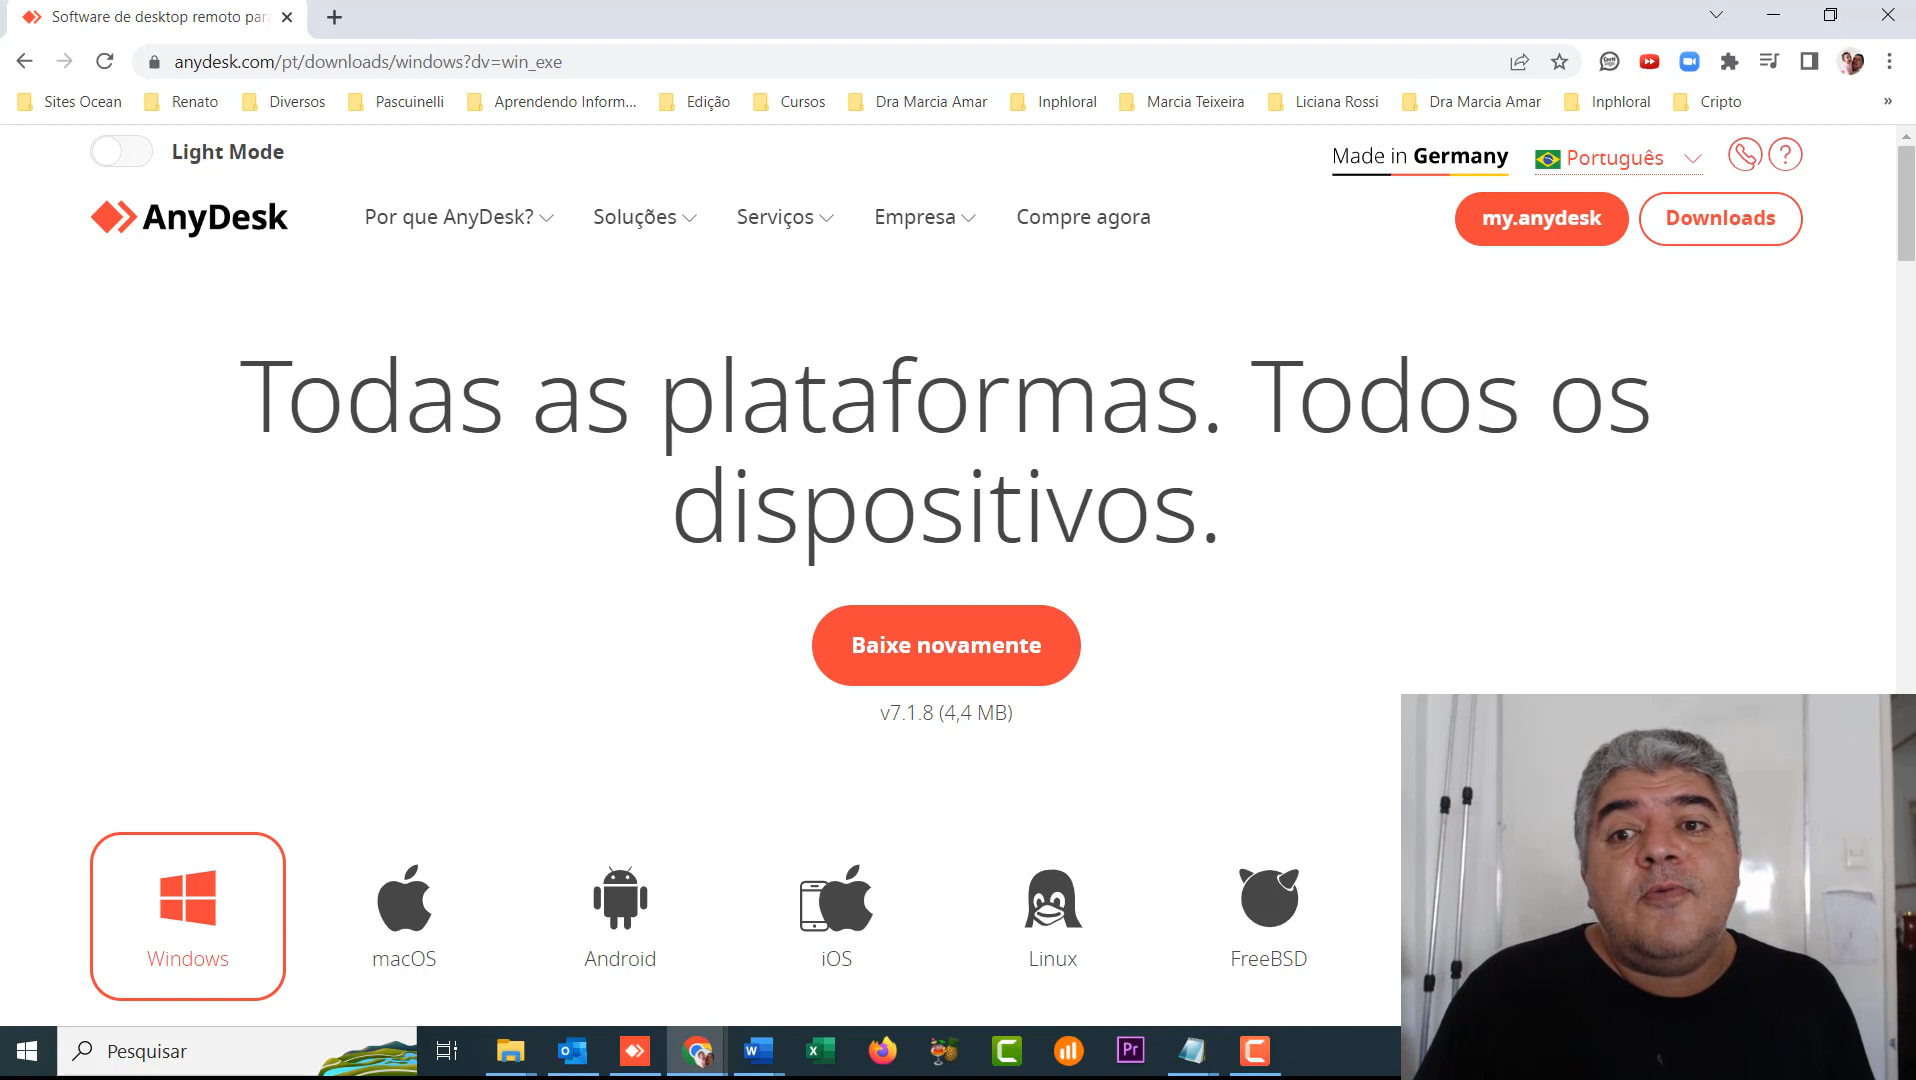 Software de desktop remoto para
anydesk.com/pt/downloads/windows?dv=win_exe
Sites Ocean
Renato
Diversos
Pascuinelli
Aprendendo Inform...
Edição
Cursos
Dra Marcia Amar
Inphloral
Marcia Teixeira
Liciana Rossi
Dra Marcia Amar
Inphloral
Cripto
»
Light Mode
Made in Germany
Português
?
AnyDesk
Por que AnyDesk?
Soluções
Serviços
Empresa
Compre agora
my.anydesk
Downloads
Todas as plataformas. Todos os
dispositivos.
Baixe novamente
v7.1.8 (4,4 MB)
Windows
macOS
Android
iOS
Linux
FreeBSD
Pesquisar